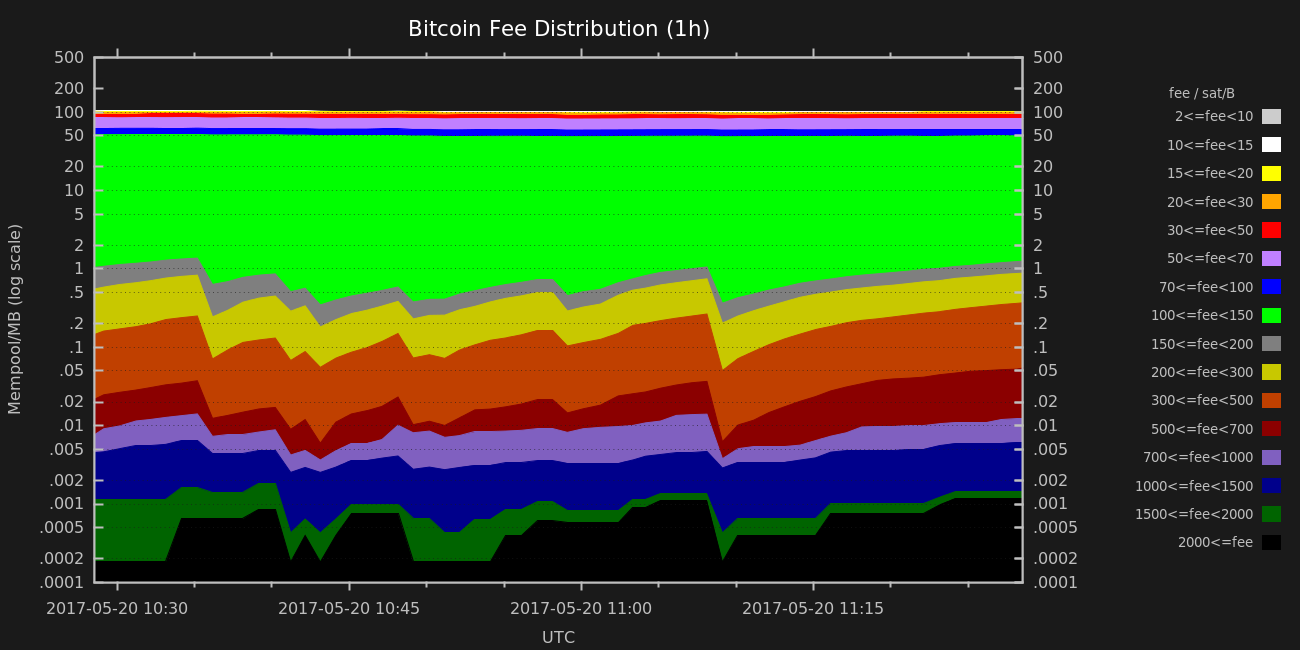 Bitcoin Fee Distribution (1h)
Mempool/MB (log scale)
500
200
100
50
20
10
5
2
1
.5
.2
.1
.05
.02
.01
.005
.002
.001
.0005
.0002
.0001
500
200
100
50
20
10
5
2
1
.5
.2
.1
.05
.02
.01
.005
.002
.001
.0005
.0002
.0001
2017-05-20 10:30
2017-05-20 10:45
2017-05-20 11:00
2017-05-20 11:15
UTC
fee / sat/B
2<=fee<10
10<=fee<15
15<=fee<20
20<=fee<30
30<=fee<50
50<=fee<70
70<=fee<100
100<=fee<150
150<=fee<200
200<=fee<300
300<=fee<500
500<=fee<700
700<=fee<1000
1000<=fee<1500
1500<=fee<2000
2000<=fee